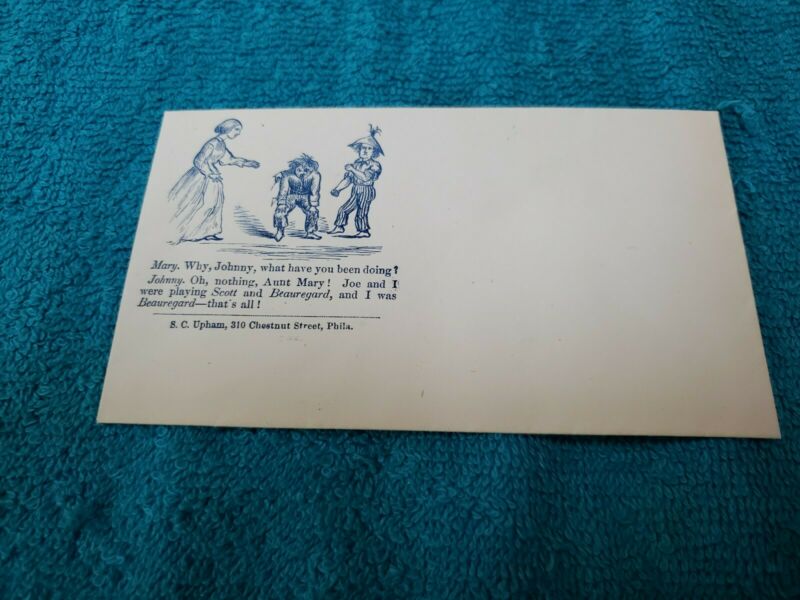 Mary. Why, Johnny, what have you been doing?
Johnny. Oh, nothing, Aunt Mary! Joe and I
were playing Scott and Beauregard, and I was
Beauregard—that's all!
S. C. Upham, 310 Chestnut Street, Phila.